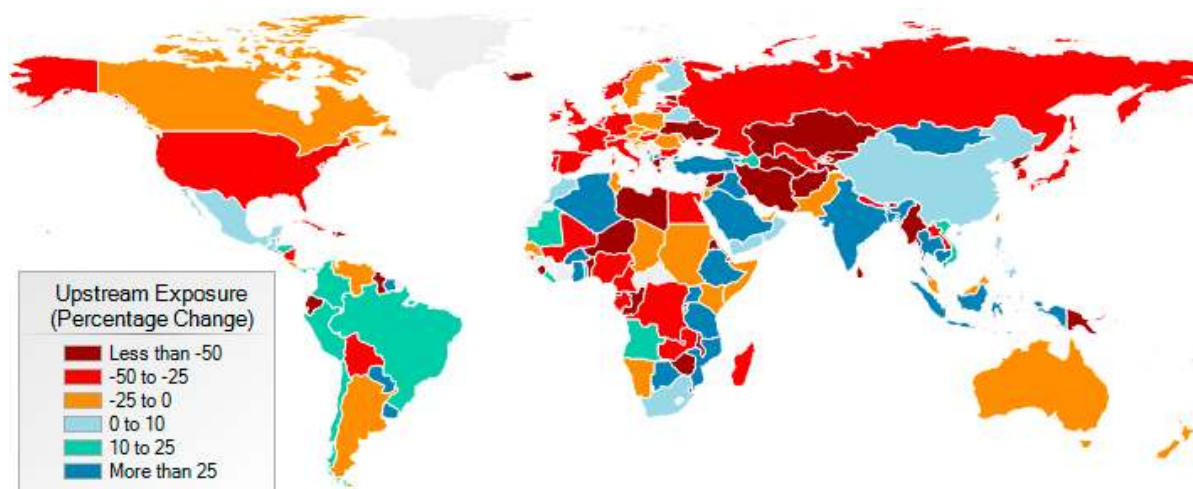 Upstream Exposure
(Percentage Change)
Less than -50
-50 to -25
-25 to 0
0 to 10
10 to 25
More than 25